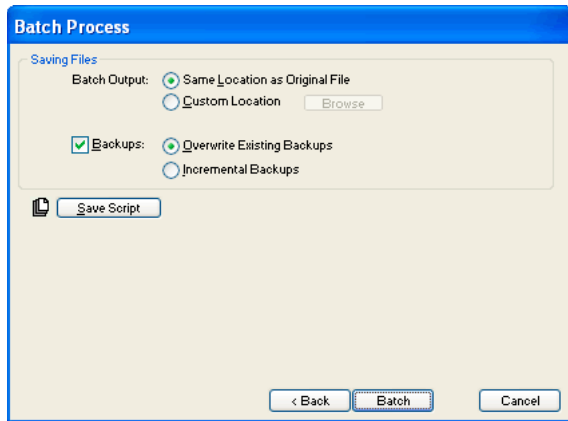 Batch Process
Saving Files
Batch Output: Same Location as Original File
Custom Location Browse
Backups: Overwrite Existing Backups
Incremental Backups
Save Script
< Back Batch Cancel